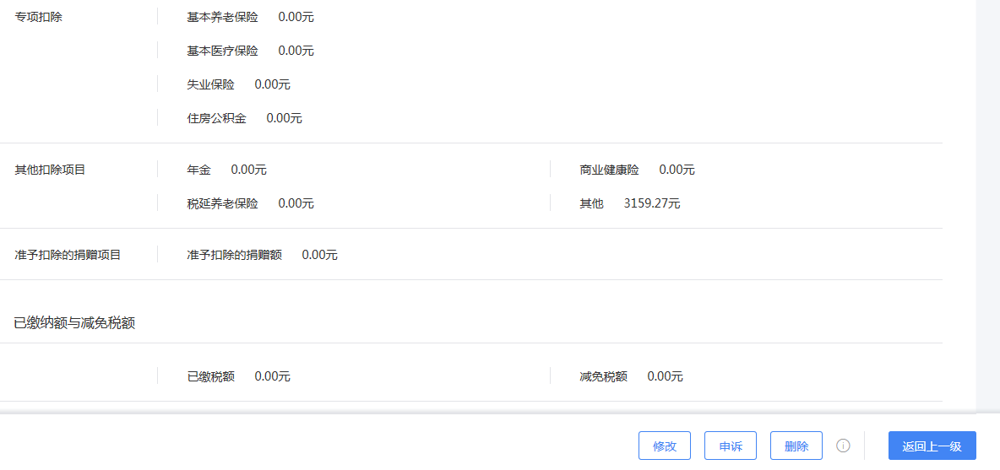 专项扣除 基本养老保险 0.00元
基本医疗保险 0.00元
失业保险 0.00元
住房公积金 0.00元
其他扣除项目 年金 0.00元 商业健康险 0.00元
税延养老保险 0.00元 其他 3159.27元
准予扣除的捐赠项目 准予扣除的捐赠额 0.00元
已缴纳额与减免税额
已缴税额 0.00元 减免税额 0.00元
修改 申诉 删除 返回上一级